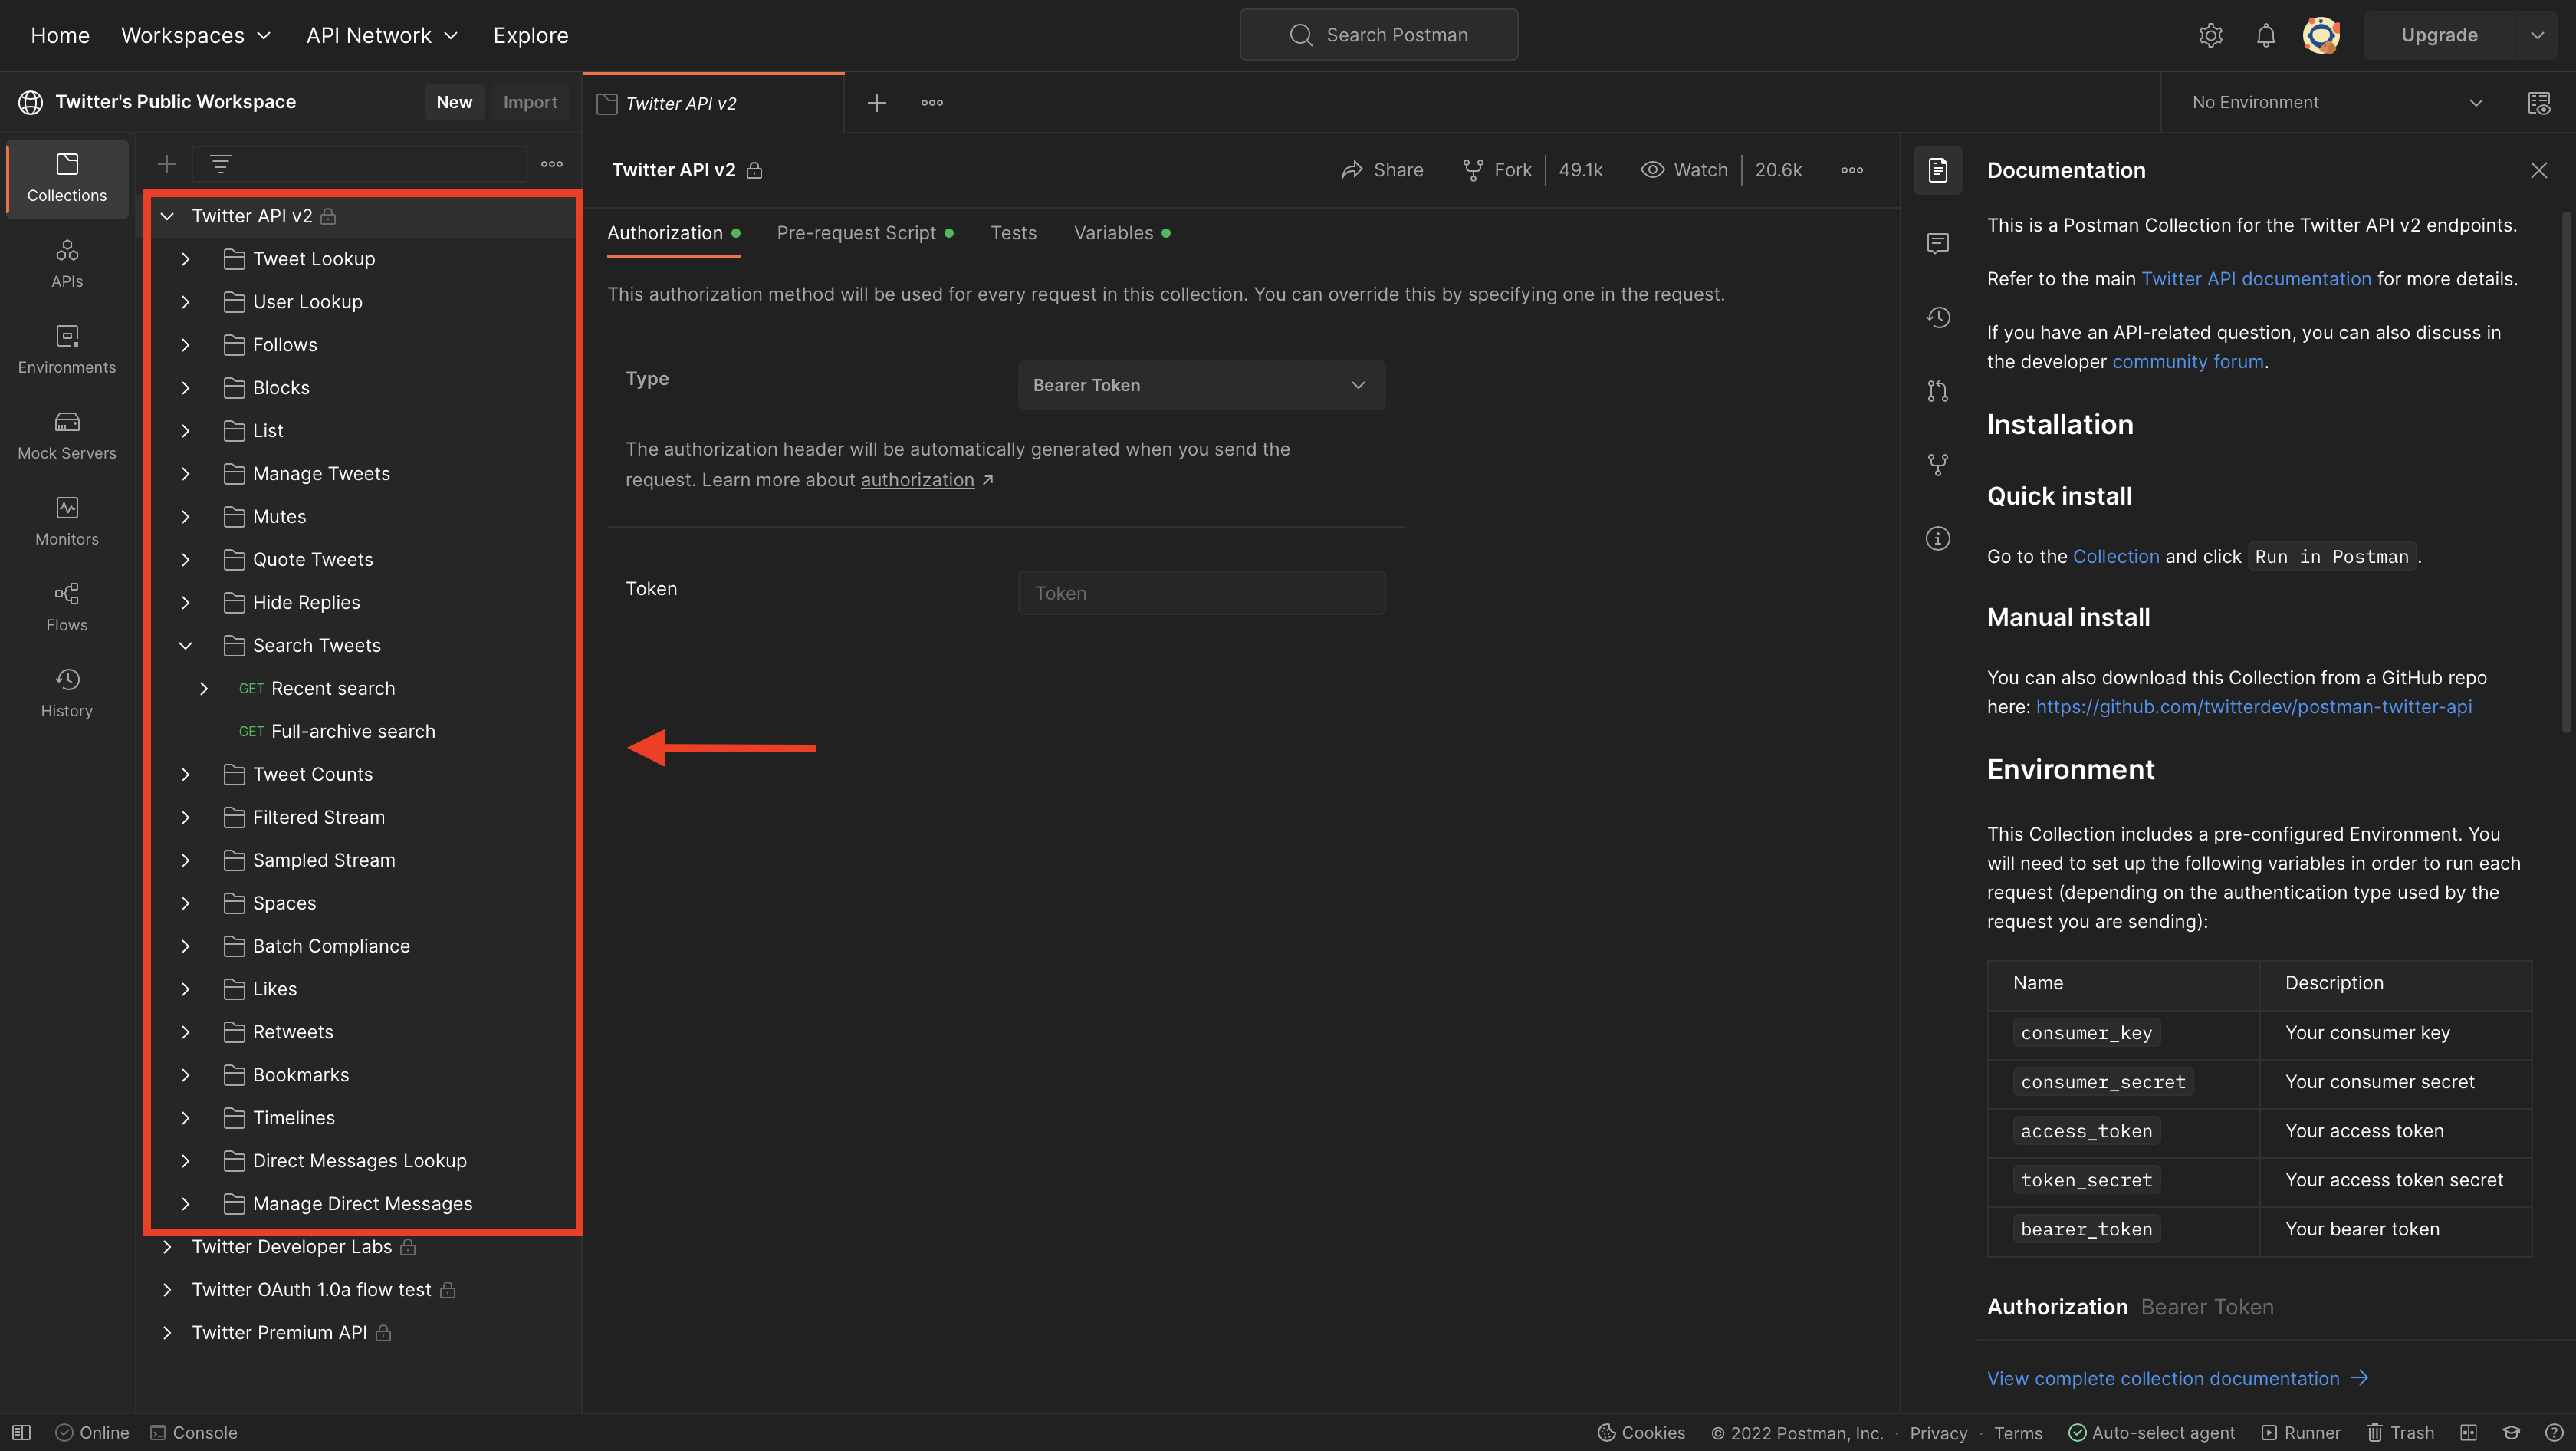 Home Workspaces API Network Explore Search Postman Upgrade
Twitter's Public Workspace New Import
Twitter API v2
No Environment
Collections
APIs
Environments
Mock Servers
Monitors
Flows
History
Twitter API v2
Tweet Lookup
User Lookup
Follows
Blocks
List
Manage Tweets
Mutes
Quote Tweets
Hide Replies
Search Tweets
GET Recent search
GET Full-archive search
Tweet Counts
Filtered Stream
Sampled Stream
Spaces
Batch Compliance
Likes
Retweets
Bookmarks
Timelines
Direct Messages Lookup
Manage Direct Messages
Twitter Developer Labs
Twitter OAuth 1.0a flow test
Twitter Premium API
Twitter API v2 Share Fork 49.1k Watch 20.6k
Authorization Pre-request Script Tests Variables
This authorization method will be used for every request in this collection. You can override this by specifying one in the request.
Type Bearer Token
The authorization header will be automatically generated when you send the
request. Learn more about authorization ↗
Token Token
Documentation
This is a Postman Collection for the Twitter API v2 endpoints.
Refer to the main Twitter API documentation for more details.
If you have an API-related question, you can also discuss in
the developer community forum.
Installation
Quick install
Go to the Collection and click Run in Postman.
Manual install
You can also download this Collection from a GitHub repo
here: https://github.com/twitterdev/postman-twitter-api
Environment
This Collection includes a pre-configured Environment. You
will need to set up the following variables in order to run each
request (depending on the authentication type used by the
request you are sending):
Name Description
consumer_key Your consumer key
consumer_secret Your consumer secret
access_token Your access token
token_secret Your access token secret
bearer_token Your bearer token
Authorization Bearer Token
View complete collection documentation →
Online Console Cookies © 2022 Postman, Inc. · Privacy · Terms Auto-select agent Runner Trash